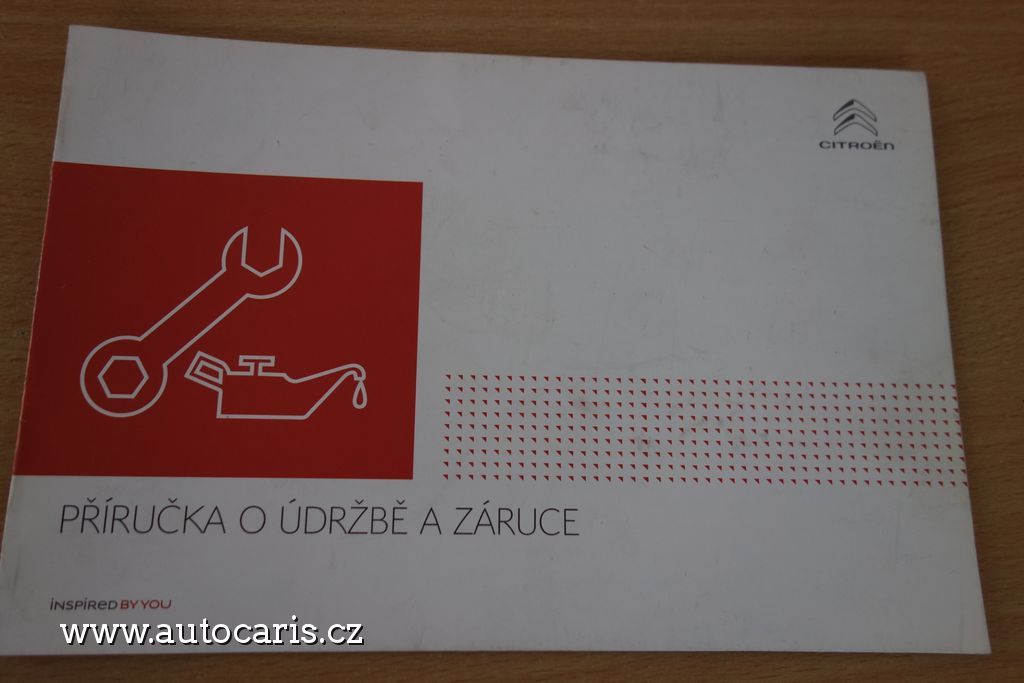 CITROËN
PŘÍRUČKA O ÚDRŽBĚ A ZÁRUCE
INSPIRED BY YOU
www.autocaris.cz